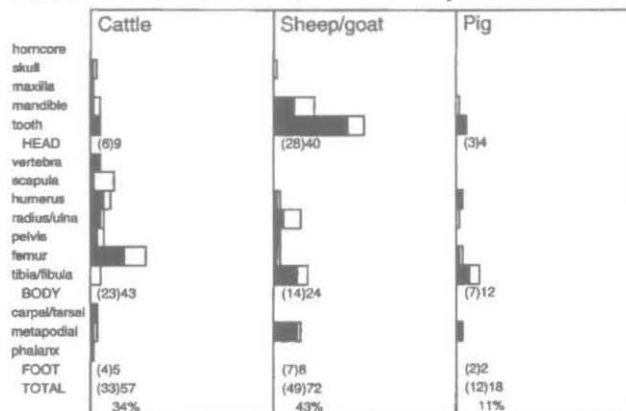 Cattle Sheep/goat Pig
horncore
skull
maxilla
mandible
tooth
HEAD (6)9 (28)40 (3)4
vertebra
scapula
humerus
radius/ulna
pelvis
femur
tibia/fibula
BODY (23)43 (14)24 (7)12
carpal/tarsal
metapodial
phalanx
FOOT (4)5 (7)8 (2)2
TOTAL (33)57 (49)72 (12)18
34% 43% 11%